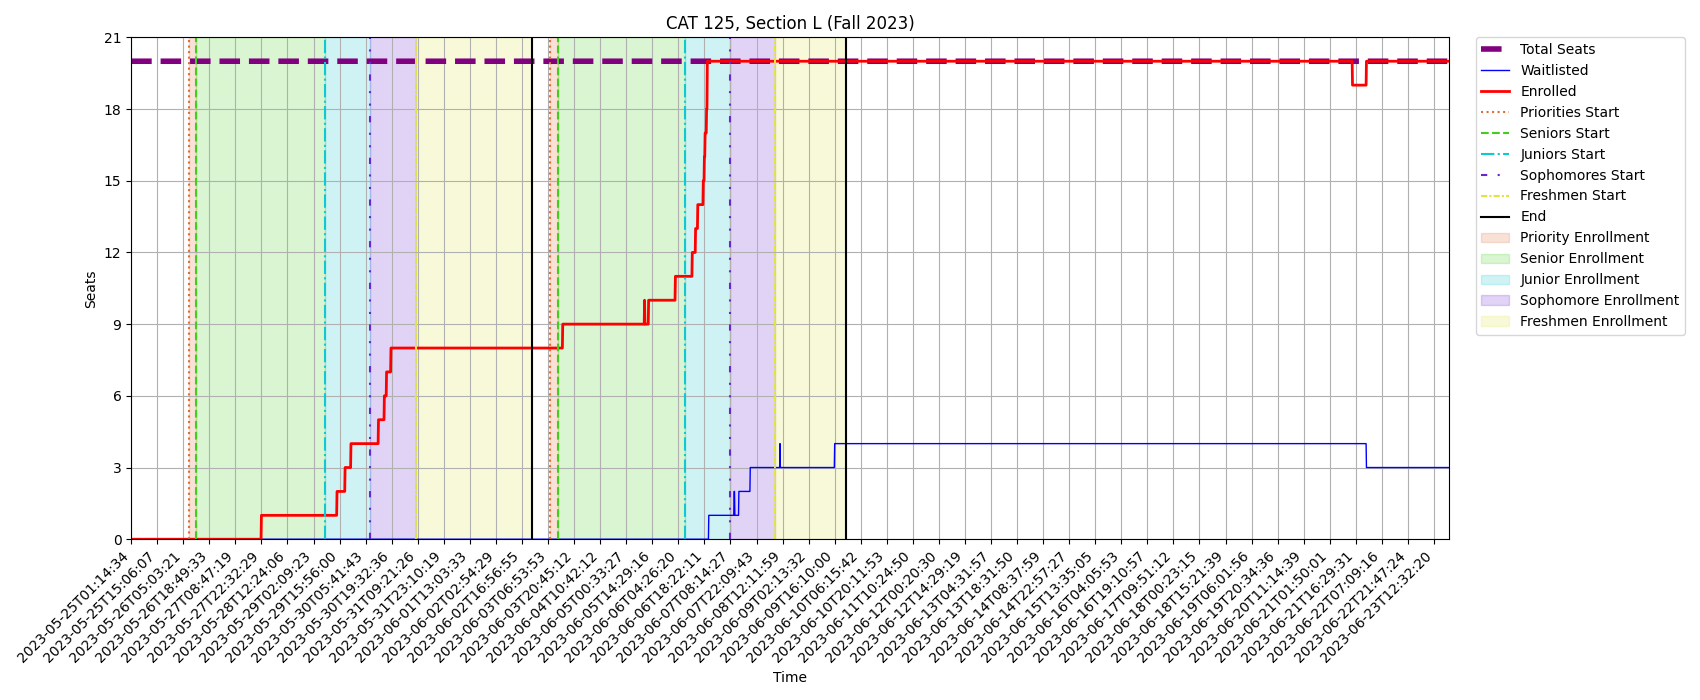 CAT 125, Section L (Fall 2023)
21
18
15
12
9
6
3
0
Seats
2023-05-25T01:14:34
2023-05-25T15:06:07
2023-05-26T05:03:21
2023-05-26T18:49:33
2023-05-27T08:47:19
2023-05-27T22:32:29
2023-05-28T12:24:06
2023-05-29T02:09:23
2023-05-29T15:56:00
2023-05-30T05:41:43
2023-05-30T19:32:36
2023-05-31T09:21:26
2023-05-31T23:10:19
2023-06-01T13:03:33
2023-06-02T02:54:29
2023-06-02T16:56:55
2023-06-03T06:53:53
2023-06-03T20:45:12
2023-06-04T10:42:12
2023-06-05T00:33:27
2023-06-05T14:29:16
2023-06-06T04:26:20
2023-06-06T18:22:11
2023-06-07T08:14:27
2023-06-07T22:09:43
2023-06-08T12:11:59
2023-06-09T02:13:32
2023-06-09T16:10:00
2023-06-10T06:15:42
2023-06-10T20:11:53
2023-06-11T10:24:50
2023-06-12T00:20:30
2023-06-12T14:29:19
2023-06-13T04:31:57
2023-06-13T18:31:50
2023-06-14T08:37:59
2023-06-14T22:57:27
2023-06-15T13:35:05
2023-06-16T04:05:53
2023-06-16T19:10:57
2023-06-17T09:51:12
2023-06-18T00:23:15
2023-06-18T15:21:39
2023-06-19T06:01:56
2023-06-19T20:34:36
2023-06-20T11:14:39
2023-06-21T01:50:01
2023-06-21T16:29:31
2023-06-22T07:09:16
2023-06-22T21:47:24
2023-06-23T12:32:20
Time
Total Seats
Waitlisted
Enrolled
Priorities Start
Seniors Start
Juniors Start
Sophomores Start
Freshmen Start
End
Priority Enrollment
Senior Enrollment
Junior Enrollment
Sophomore Enrollment
Freshmen Enrollment